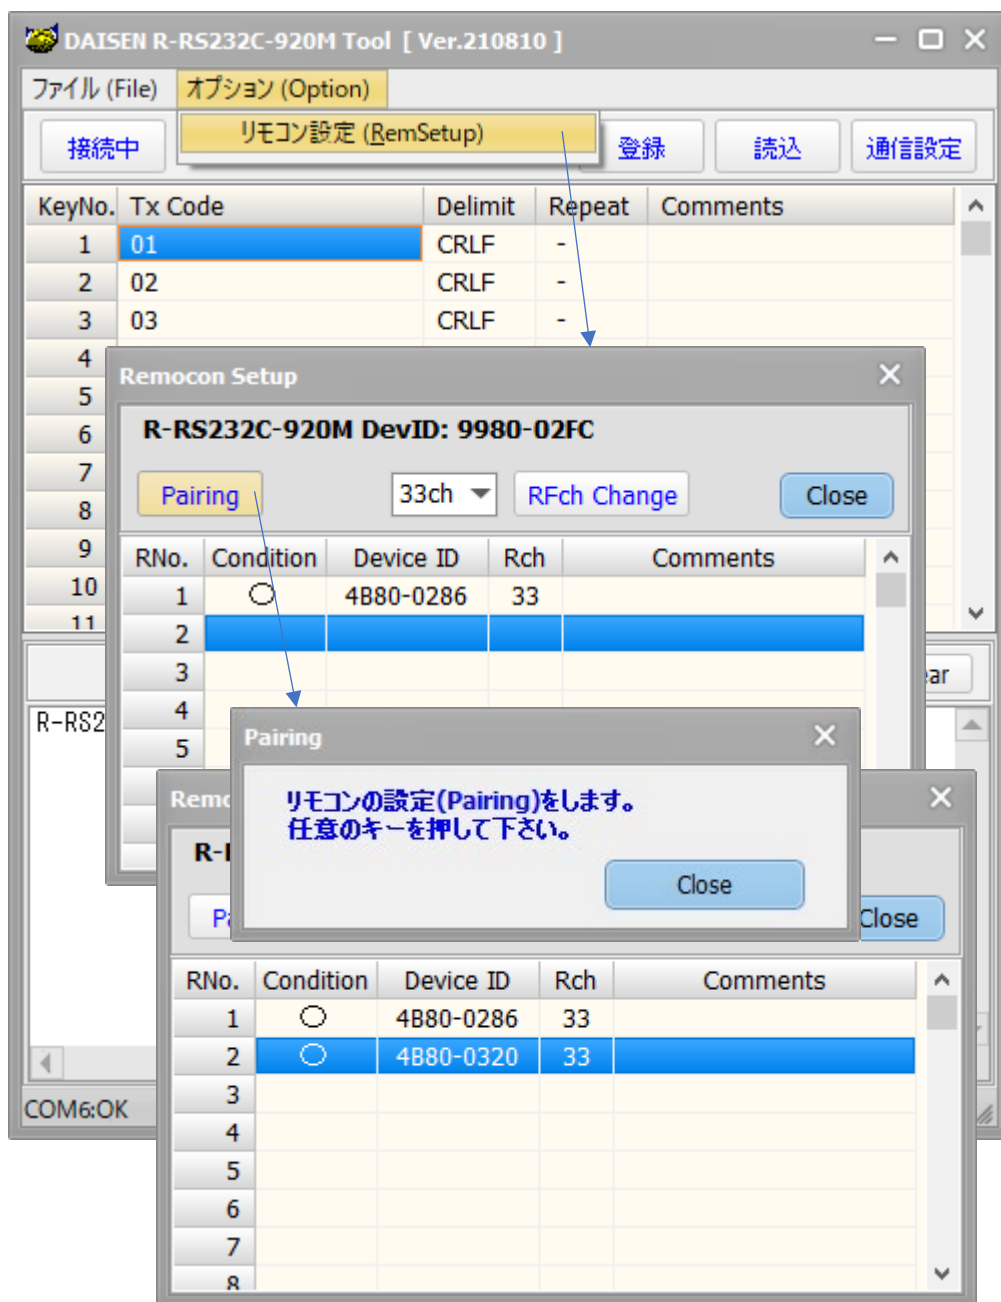 DAISEN R-RS232C-920M Tool [ Ver.210810 ]
ファイル (File) オプション (Option)
リモコン設定 (RemSetup)
接続中 登録 読込 通信設定
KeyNo. Tx Code Delimit Repeat Comments
1 01 CRLF -
2 02 CRLF -
3 03 CRLF -
4
5
6
7
8
9
10
11
Remocon Setup
R-RS232C-920M DevID: 9980-02FC
Pairing 33ch RFch Change Close
RNo. Condition Device ID Rch Comments
1 ○ 4B80-0286 33
2
3
4
5
ear
R-RS2
Pairing
リモコンの設定(Pairing)をします。
任意のキーを押して下さい。
Close
Remo
R-
Pa Close
RNo. Condition Device ID Rch Comments
1 ○ 4B80-0286 33
2 ○ 4B80-0320 33
3
4
5
6
7
8
COM6:OK